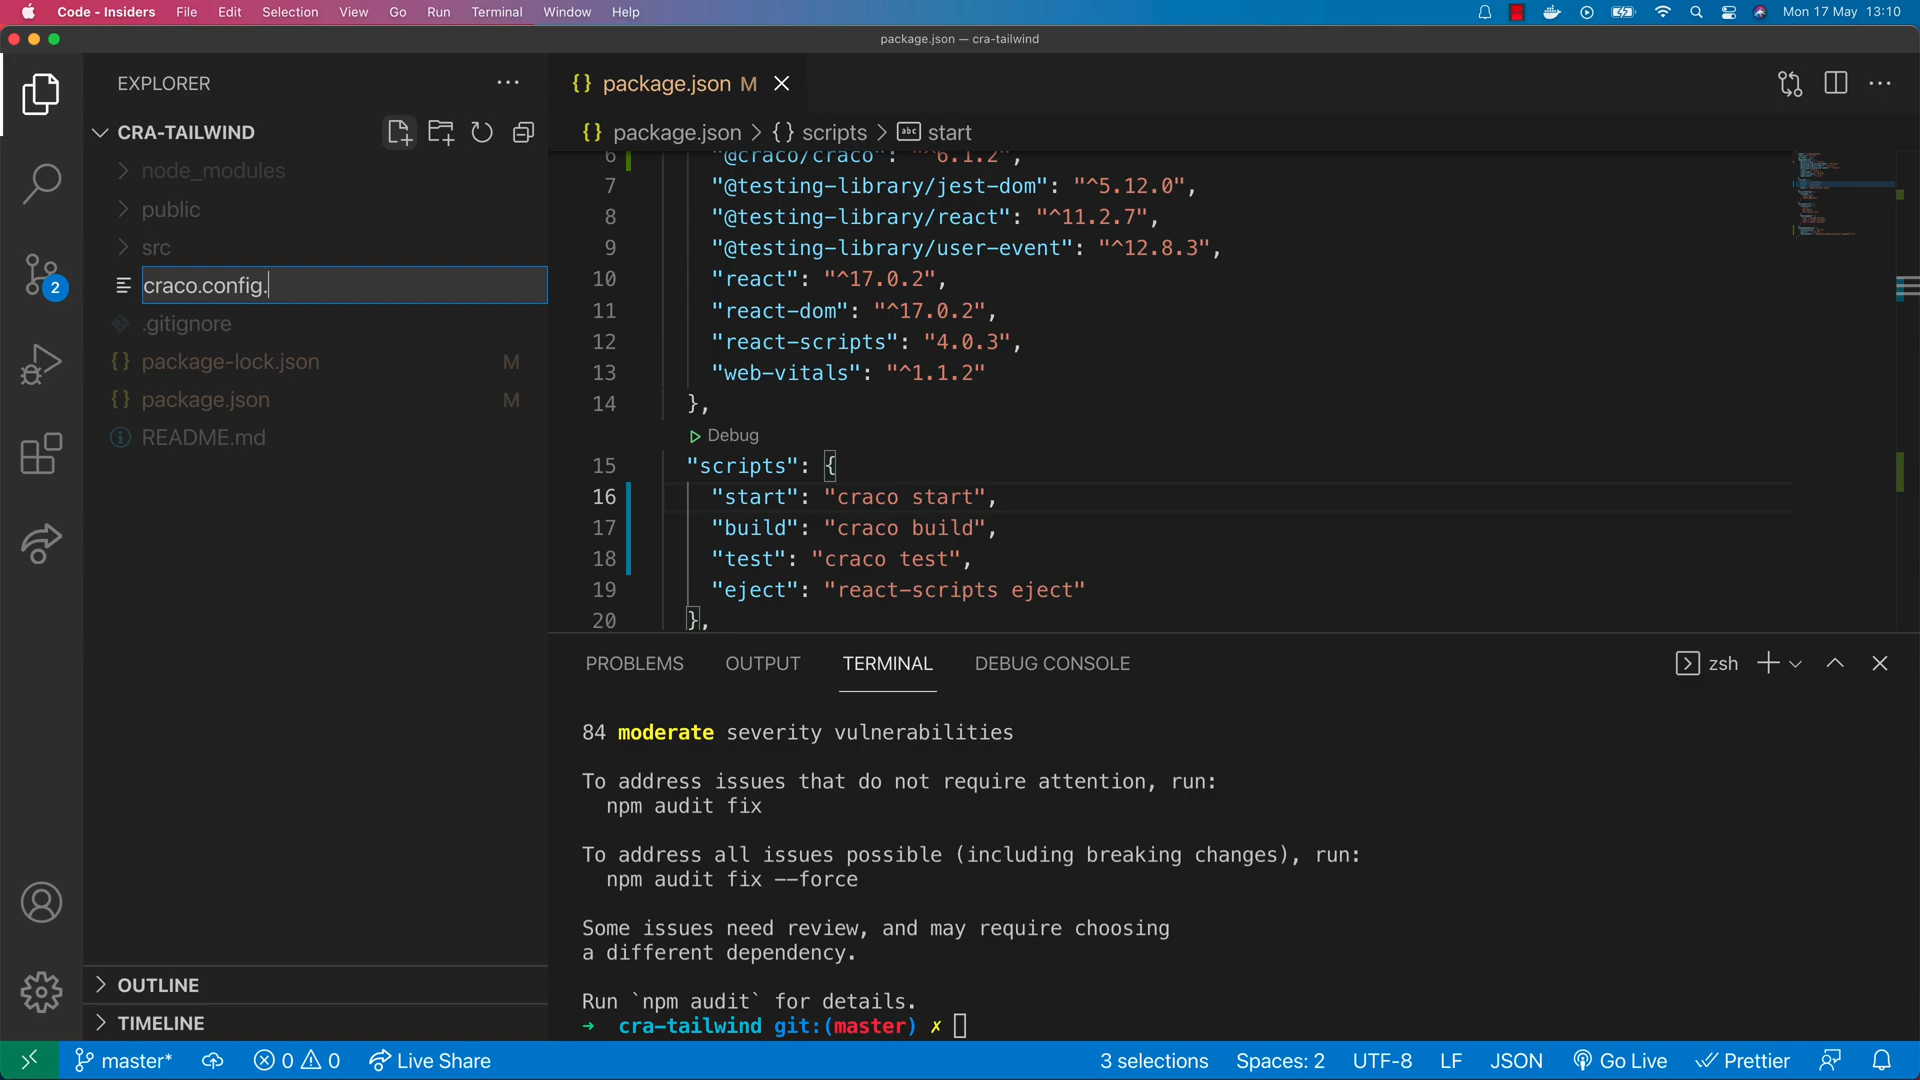 Code - Insiders File Edit Selection View Go Run Terminal Window Help Mon 17 May 13:10
package.json — cra-tailwind
EXPLORER
CRA-TAILWIND
node_modules
public
src
craco.config.
.gitignore
package-lock.json M
package.json M
README.md
OUTLINE
TIMELINE
2
{} package.json M
{} package.json > {} scripts > abc start
6 "@craco/craco": "^6.1.2",
7 "@testing-library/jest-dom": "^5.12.0",
8 "@testing-library/react": "^11.2.7",
9 "@testing-library/user-event": "^12.8.3",
10 "react": "^17.0.2",
11 "react-dom": "^17.0.2",
12 "react-scripts": "4.0.3",
13 "web-vitals": "^1.1.2"
14 },
Debug
15 "scripts": {
16 "start": "craco start",
17 "build": "craco build",
18 "test": "craco test",
19 "eject": "react-scripts eject"
20 },
PROBLEMS OUTPUT TERMINAL DEBUG CONSOLE zsh
84 moderate severity vulnerabilities
To address issues that do not require attention, run:
npm audit fix
To address all issues possible (including breaking changes), run:
npm audit fix --force
Some issues need review, and may require choosing
a different dependency.
Run `npm audit` for details.
→ cra-tailwind git:(master) ✗
master* 0 0 Live Share 3 selections Spaces: 2 UTF-8 LF JSON Go Live Prettier